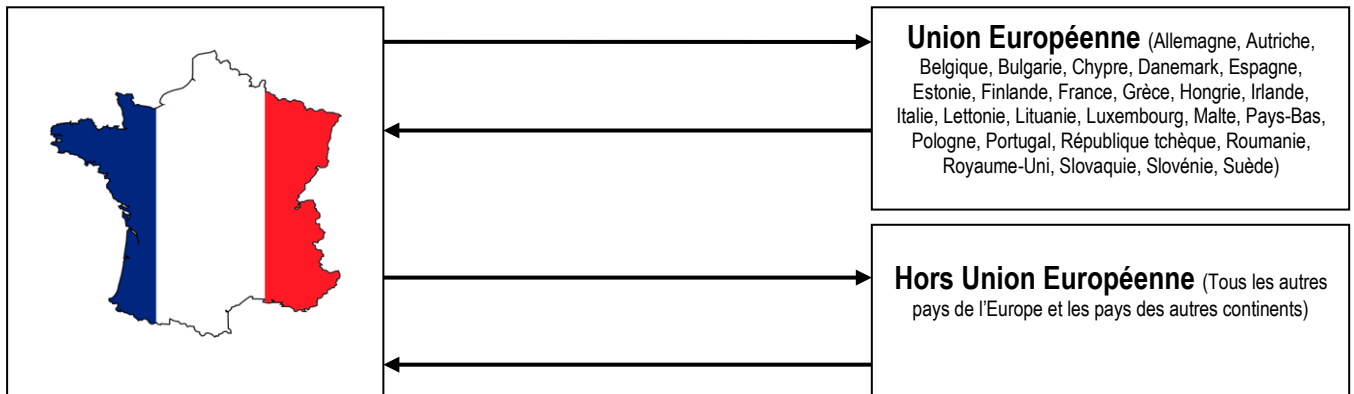 Union Européenne (Allemagne, Autriche,
Belgique, Bulgarie, Chypre, Danemark, Espagne,
Estonie, Finlande, France, Grèce, Hongrie, Irlande,
Italie, Lettonie, Lituanie, Luxembourg, Malte, Pays-Bas,
Pologne, Portugal, République tchèque, Roumanie,
Royaume-Uni, Slovaquie, Slovénie, Suède)
Hors Union Européenne (Tous les autres
pays de l’Europe et les pays des autres continents)